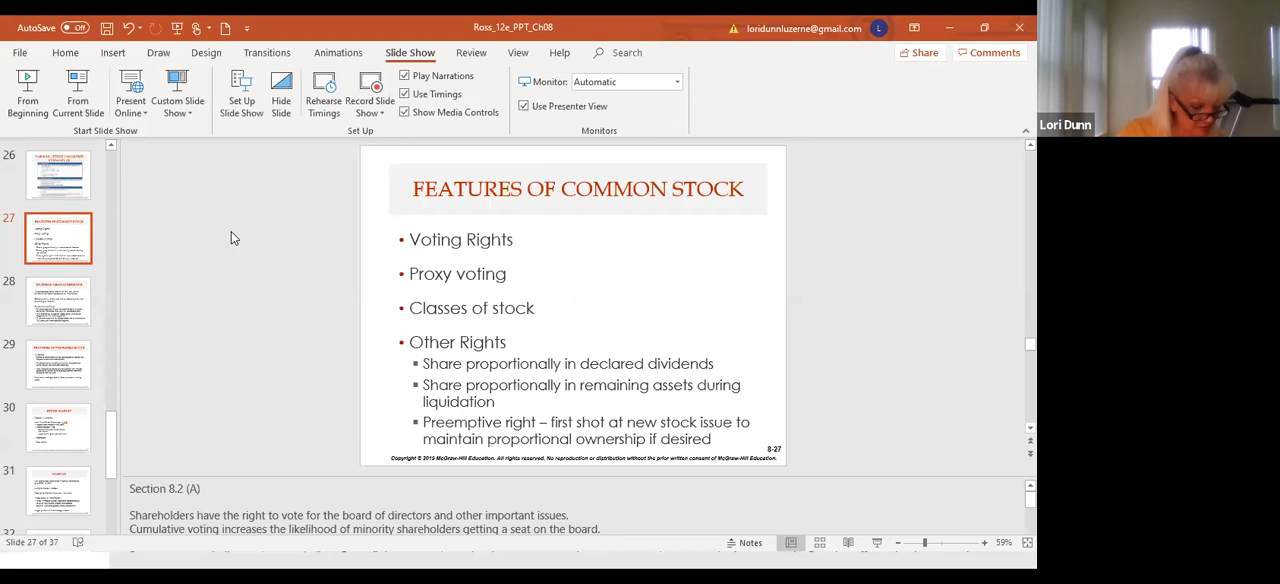 AutoSave Off
Ross_12e_PPT_Ch08
loridunnluzerne@gmail.com
L
File Home Insert Draw Design Transitions Animations Slide Show Review View Help Search
Share Comments
From Beginning
From Current Slide
Present Online
Custom Slide Show
Set Up Slide Show
Hide Slide
Rehearse Timings
Record Slide Show
Play Narrations
Use Timings
Show Media Controls
Monitor: Automatic
Use Presenter View
Start Slide Show
Set Up
Monitors
Lori Dunn
26
27
28
29
30
31
32
FEATURES OF COMMON STOCK
• Voting Rights
• Proxy voting
• Classes of stock
• Other Rights
▪ Share proportionally in declared dividends
▪ Share proportionally in remaining assets during
liquidation
▪ Preemptive right – first shot at new stock issue to
maintain proportional ownership if desired
8-27
Copyright © 2019 McGraw-Hill Education. All rights reserved. No reproduction or distribution without the prior written consent of McGraw-Hill Education.
Section 8.2 (A)
Shareholders have the right to vote for the board of directors and other important issues.
Cumulative voting increases the likelihood of minority shareholders getting a seat on the board.
Slide 27 of 37
Notes
59%